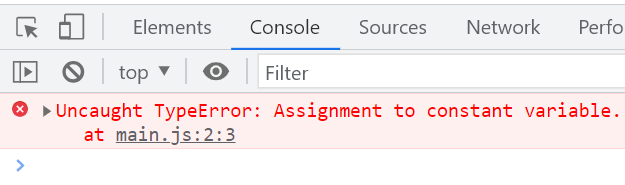 Elements Console Sources Network Perfo
top Filter
Uncaught TypeError: Assignment to constant variable.
at main.js:2:3